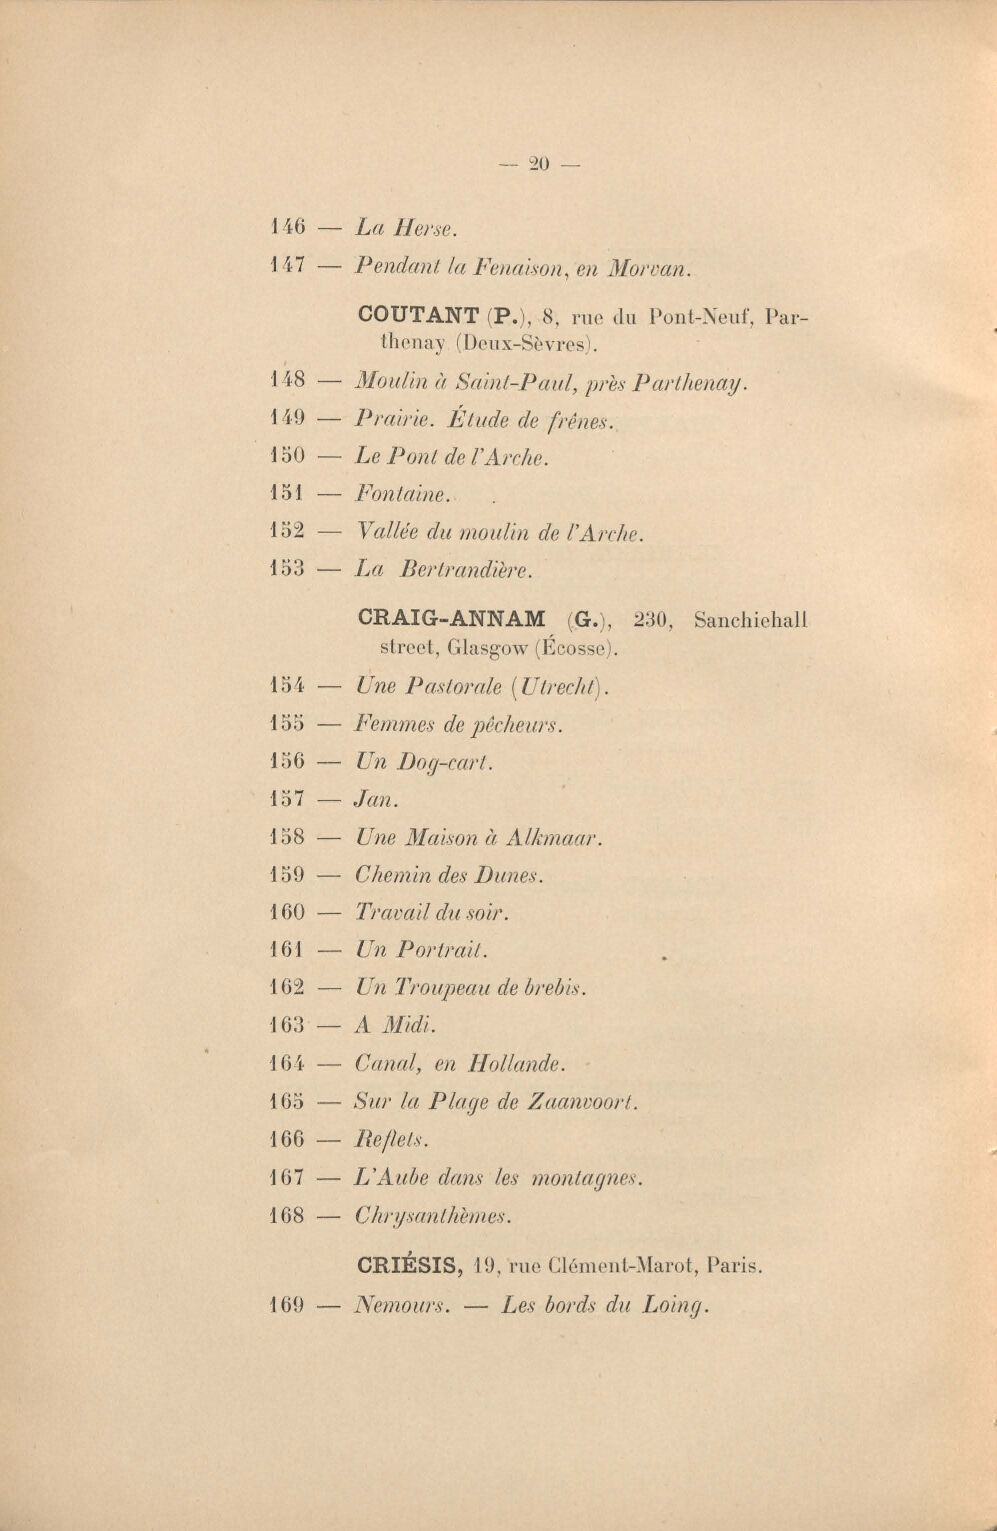 — 20 —
146 — La Herse.
147 — Pendant la Fenaison, en Morvan.
COUTANT (P.), 8, rue du Pont-Neuf, Par-
thenay (Deux-Sèvres).
148 — Moulin à Saint-Paul, près Parthenay.
149 — Prairie. Étude de frênes.
150 — Le Pont de l'Arche.
151 — Fontaine.
152 — Vallée du moulin de l'Arche.
153 — La Bertrandière.
CRAIG-ANNAM (G.), 230, Sanchiehall
street, Glasgow (Écosse).
154 — Une Pastorale (Utrecht).
155 — Femmes de pêcheurs.
156 — Un Dog-cart.
157 — Jan.
158 — Une Maison à Alkmaar.
159 — Chemin des Dunes.
160 — Travail du soir.
161 — Un Portrait.
162 — Un Troupeau de brebis.
163 — A Midi.
164 — Canal, en Hollande.
165 — Sur la Plage de Zaanvoort.
166 — Reflets.
167 — L'Aube dans les montagnes.
168 — Chrysanthèmes.
CRIÉSIS, 19, rue Clément-Marot, Paris.
169 — Nemours. — Les bords du Loing.